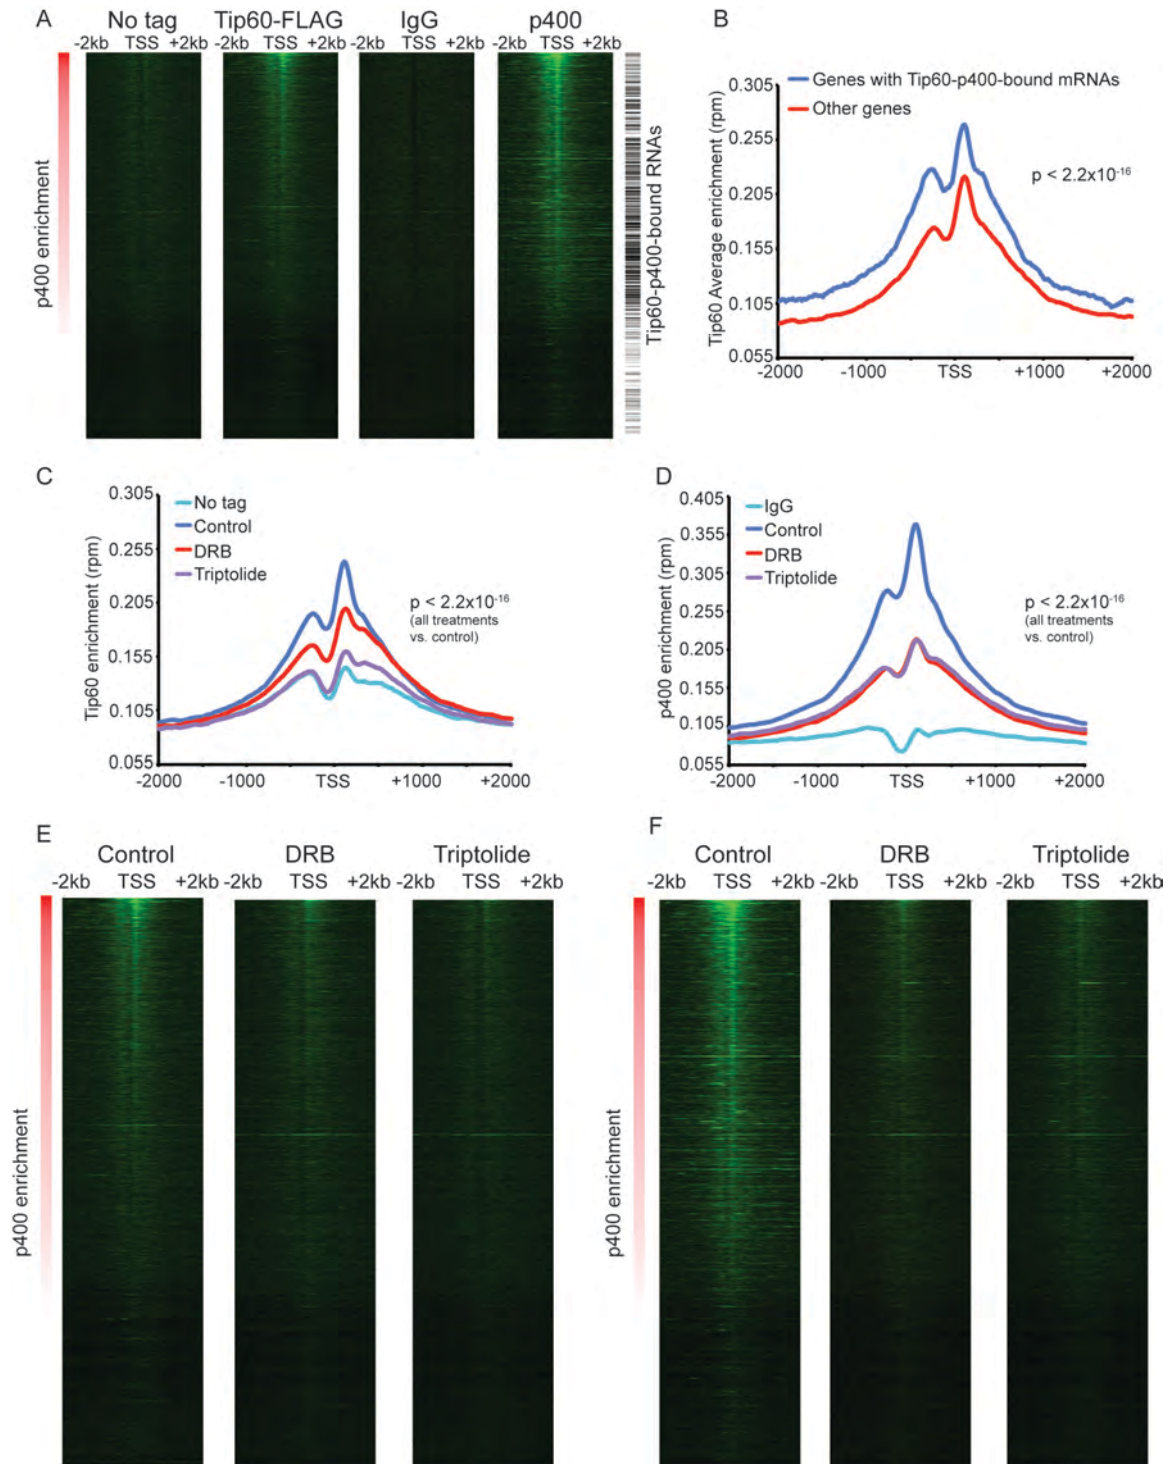 A
No tag Tip60-FLAG IgG p400
-2kb TSS +2kb -2kb TSS +2kb -2kb TSS +2kb -2kb TSS +2kb
p400 enrichment
Tip60-p400-bound RNAs
B
Genes with Tip60-p400-bound mRNAs
Other genes
p < 2.2x10⁻¹⁶
Tip60 Average enrichment (rpm)
0.305
0.255
0.205
0.155
0.105
0.055
-2000 -1000 TSS +1000 +2000
C
No tag
Control
DRB
Triptolide
p < 2.2x10⁻¹⁶
(all treatments
vs. control)
Tip60 enrichment (rpm)
0.305
0.255
0.205
0.155
0.105
0.055
-2000 -1000 TSS +1000 +2000
D
IgG
Control
DRB
Triptolide
p < 2.2x10⁻¹⁶
(all treatments
vs. control)
p400 enrichment (rpm)
0.405
0.355
0.305
0.255
0.205
0.155
0.105
0.055
-2000 -1000 TSS +1000 +2000
E
Control DRB Triptolide
-2kb TSS +2kb -2kb TSS +2kb -2kb TSS +2kb
p400 enrichment
F
Control DRB Triptolide
-2kb TSS +2kb -2kb TSS +2kb -2kb TSS +2kb
p400 enrichment